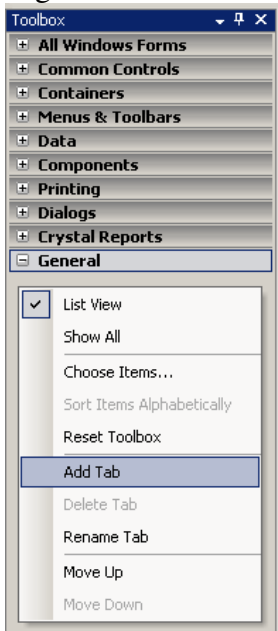 Toolbox
All Windows Forms
Common Controls
Containers
Menus & Toolbars
Data
Components
Printing
Dialogs
Crystal Reports
General
List View
Show All
Choose Items...
Sort Items Alphabetically
Reset Toolbox
Add Tab
Delete Tab
Rename Tab
Move Up
Move Down